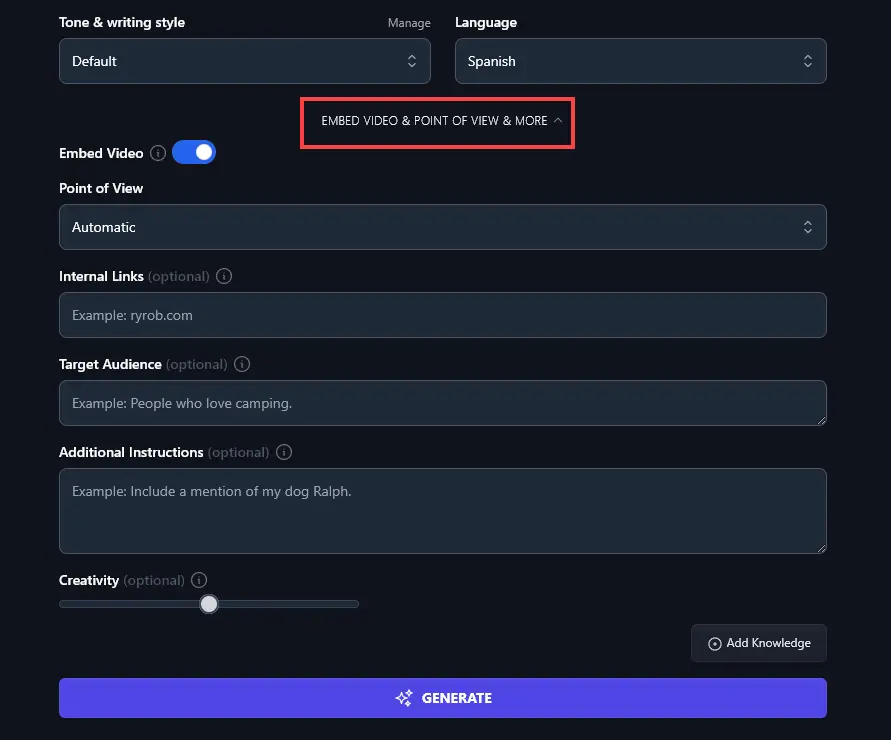 Tone & writing style Manage Language
Default Spanish
EMBED VIDEO & POINT OF VIEW & MORE
Embed Video
Point of View
Automatic
Internal Links (optional)
Example: ryrob.com
Target Audience (optional)
Example: People who love camping.
Additional Instructions (optional)
Example: Include a mention of my dog Ralph.
Creativity (optional)
Add Knowledge
GENERATE